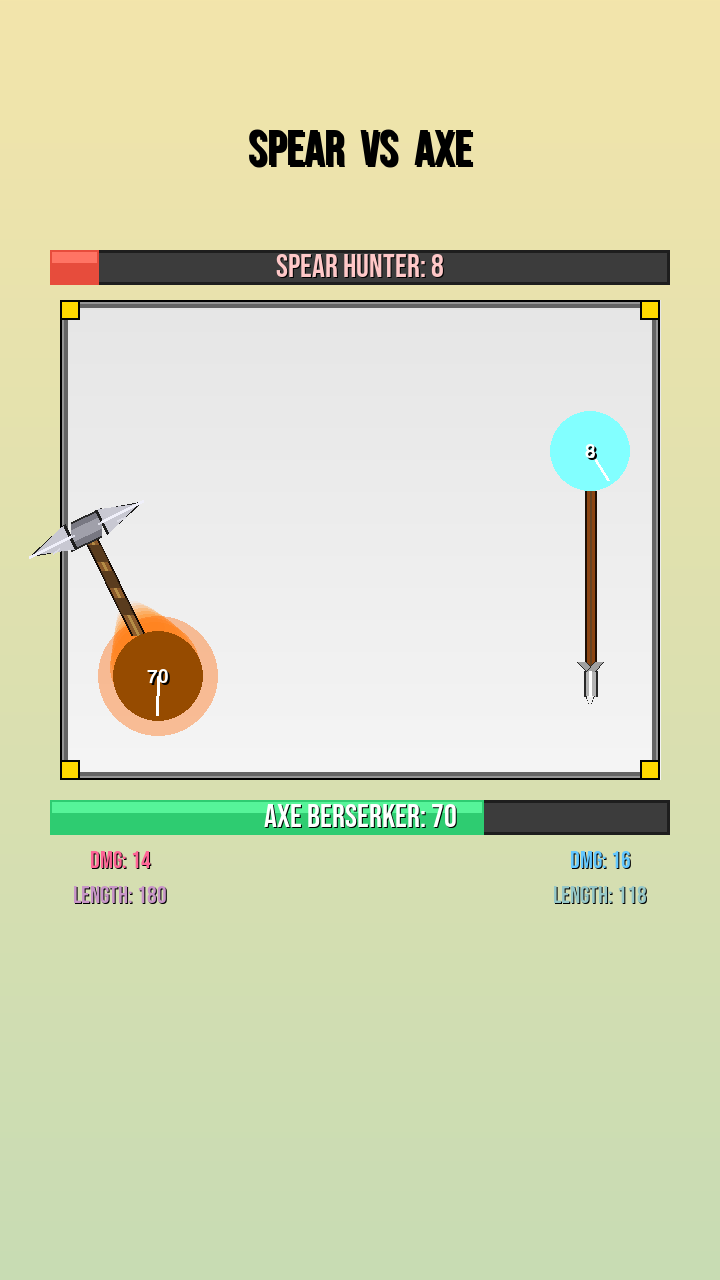 SPEAR VS AXE
SPEAR HUNTER: 8
8
70
AXE BERSERKER: 70
DMG: 14
DMG: 16
LENGTH: 180
LENGTH: 118